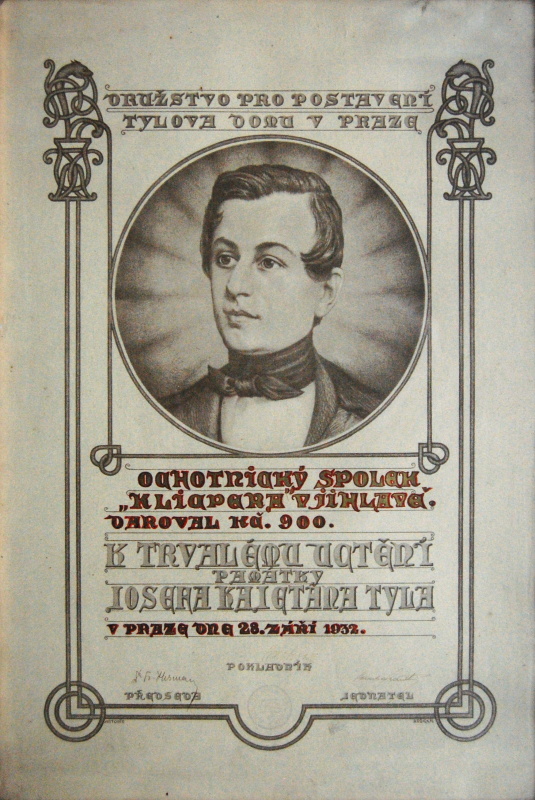 DRUŽSTVO PRO POSTAVENÍ
TYLOVA DOMU V PRAZE
OCHOTNICKÝ SPOLEK
„KLICPERA“ V JIHLAVĚ.
DAROVAL KČ. 900.
K TRVALÉMU UCTĚNÍ
PAMÁTKY
JOSEFA KAJETANA TYLA
V PRAZE DNE 28. ZÁŘÍ 1932.
POKLADNÍK
PŘEDSEDA
JEDNATEL